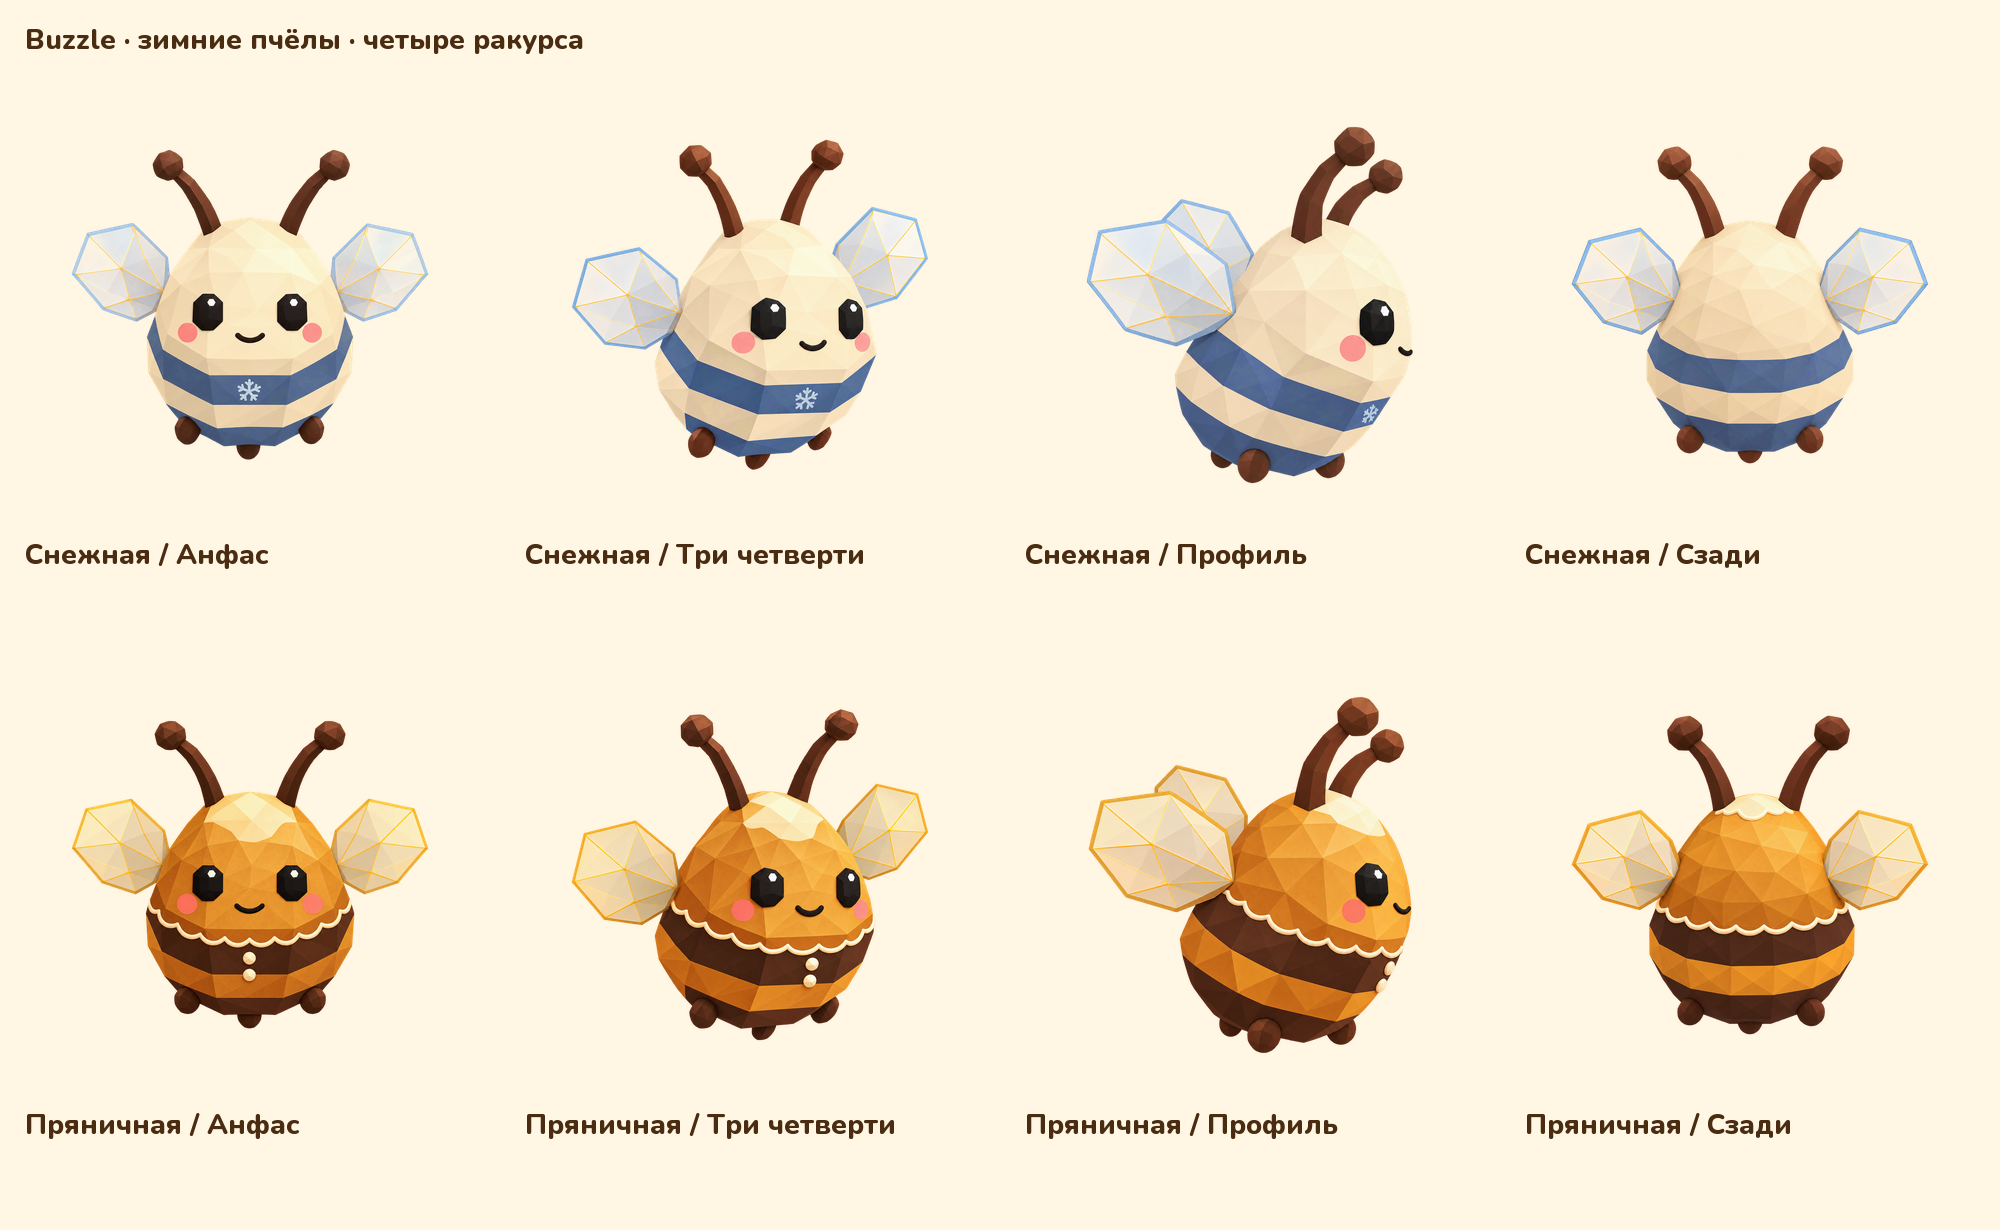 Buzzle · зимние пчёлы · четыре ракурса
Снежная / Анфас
Снежная / Три четверти
Снежная / Профиль
Снежная / Сзади
Пряничная / Анфас
Пряничная / Три четверти
Пряничная / Профиль
Пряничная / Сзади